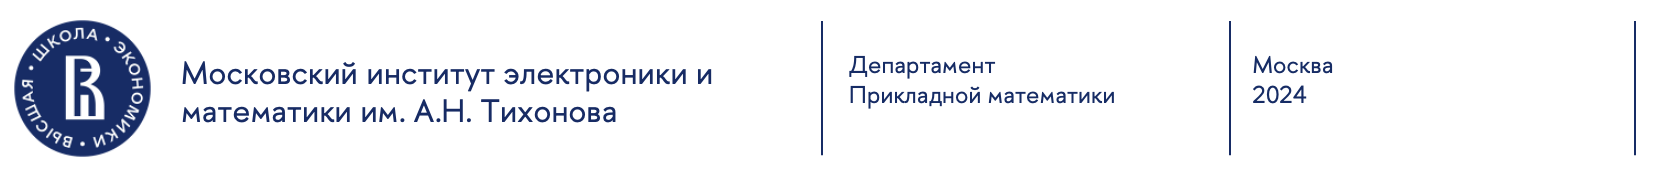 ВЫСШАЯ • ШКОЛА • ЭКОНОМИКИ •
Московский институт электроники и
математики им. А.Н. Тихонова
Департамент
Прикладной математики
Москва
2024